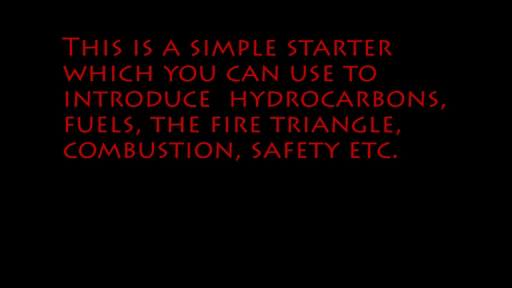 This is a simple starter
which you can use to
introduce  hydrocarbons,
fuels, the fire triangle,
combustion, safety etc.